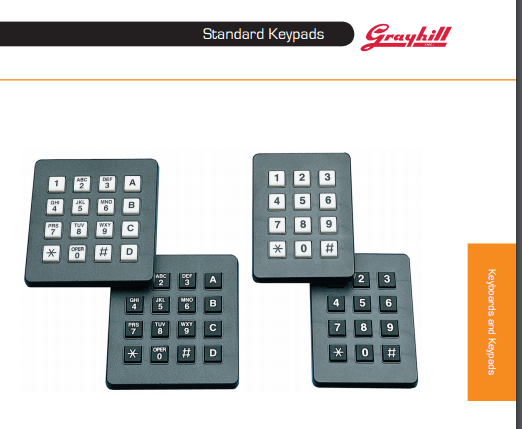 Standard Keypads
Grayhill
INC
1 ABC 2 DEF 3 A
GHI 4 JKL 5 MNO 6 B
PRS 7 TUV 8 WXY 9 C
* OPER 0 # D
ABC 2 DEF 3 A
GHI 4 JKL 5 MNO 6 B
PRS 7 TUV 8 WXY 9 C
* OPER 0 # D
1 2 3
4 5 6
7 8 9
* 0 #
2 3
4 5 6
7 8 9
* 0 #
Keyboards and Keypads